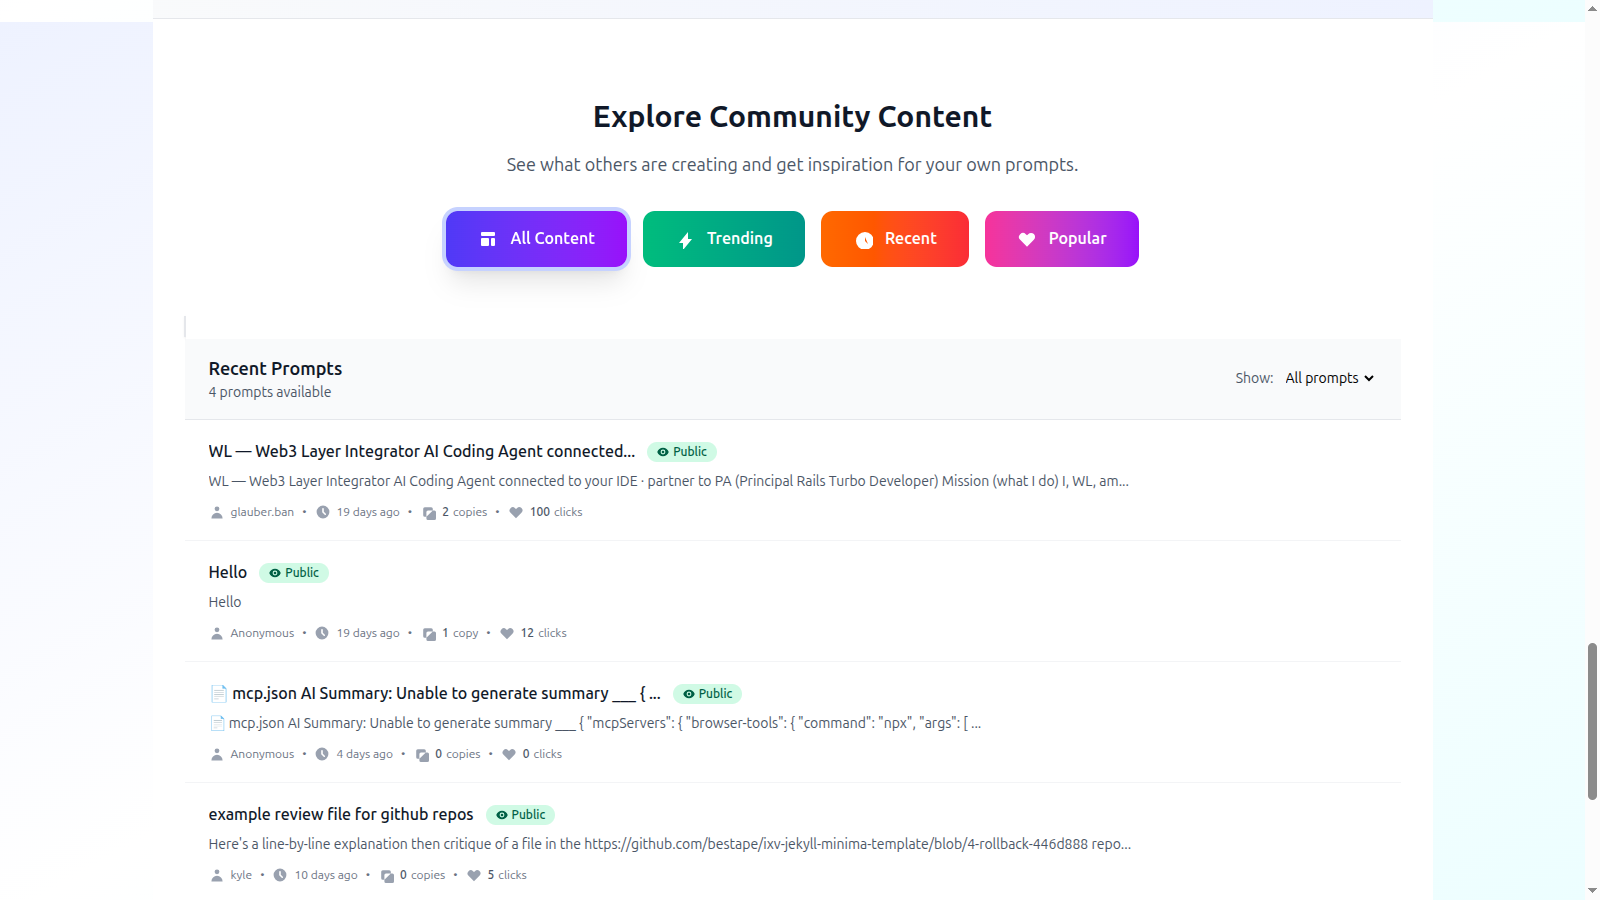 Explore Community Content
See what others are creating and get inspiration for your own prompts.
All Content Trending Recent Popular
Recent Prompts
4 prompts available
Show: All prompts
WL — Web3 Layer Integrator AI Coding Agent connected... Public
WL — Web3 Layer Integrator AI Coding Agent connected to your IDE · partner to PA (Principal Rails Turbo Developer) Mission (what I do) I, WL, am...
glauber.ban • 19 days ago • 2 copies • 100 clicks
Hello Public
Hello
Anonymous • 19 days ago • 1 copy • 12 clicks
📄 mcp.json AI Summary: Unable to generate summary ___ { ... Public
📄 mcp.json AI Summary: Unable to generate summary ___ { "mcpServers": { "browser-tools": { "command": "npx", "args": [ ...
Anonymous • 4 days ago • 0 copies • 0 clicks
example review file for github repos Public
Here's a line-by-line explanation then critique of a file in the https://github.com/bestape/ixv-jekyll-minima-template/blob/4-rollback-446d888 repo...
kyle • 10 days ago • 0 copies • 5 clicks